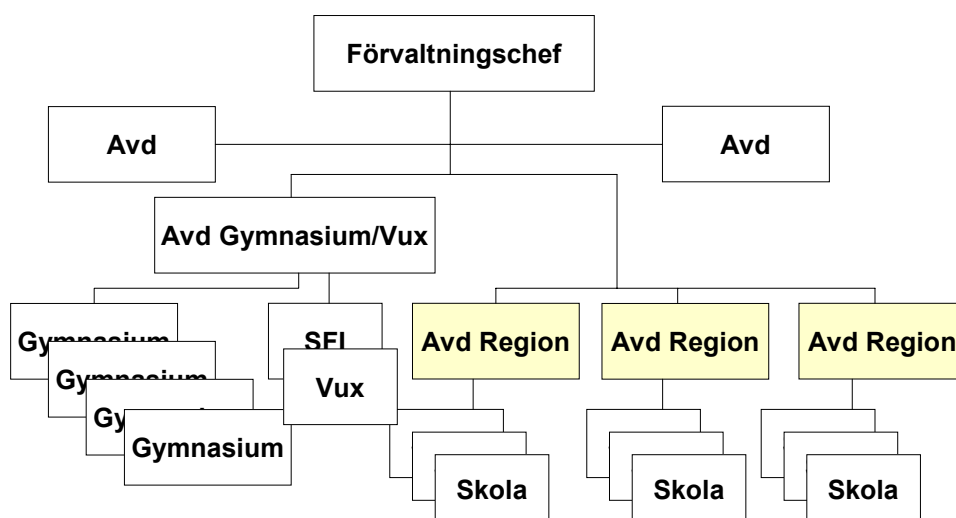 Förvaltningschef
Avd
Avd
Avd Gymnasium/Vux
Gymnasium
Gymnasium
Gymnasium
SFI
Vux
Avd Region
Avd Region
Avd Region
Skola
Skola
Skola